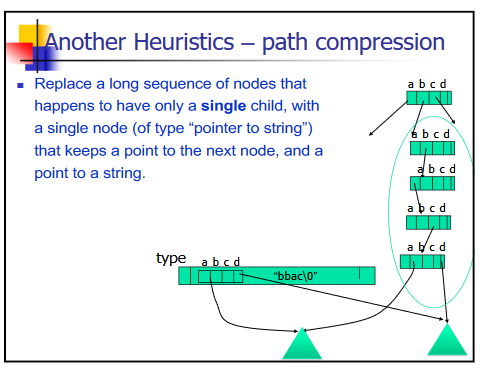 Another Heuristics – path compression
Replace a long sequence of nodes that
happens to have only a single child, with
a single node (of type “pointer to string”)
that keeps a point to the next node, and a
point to a string.
a b c d
a b c d
a b c d
a b c d
a b c d
type a b c d
“bbac\0”